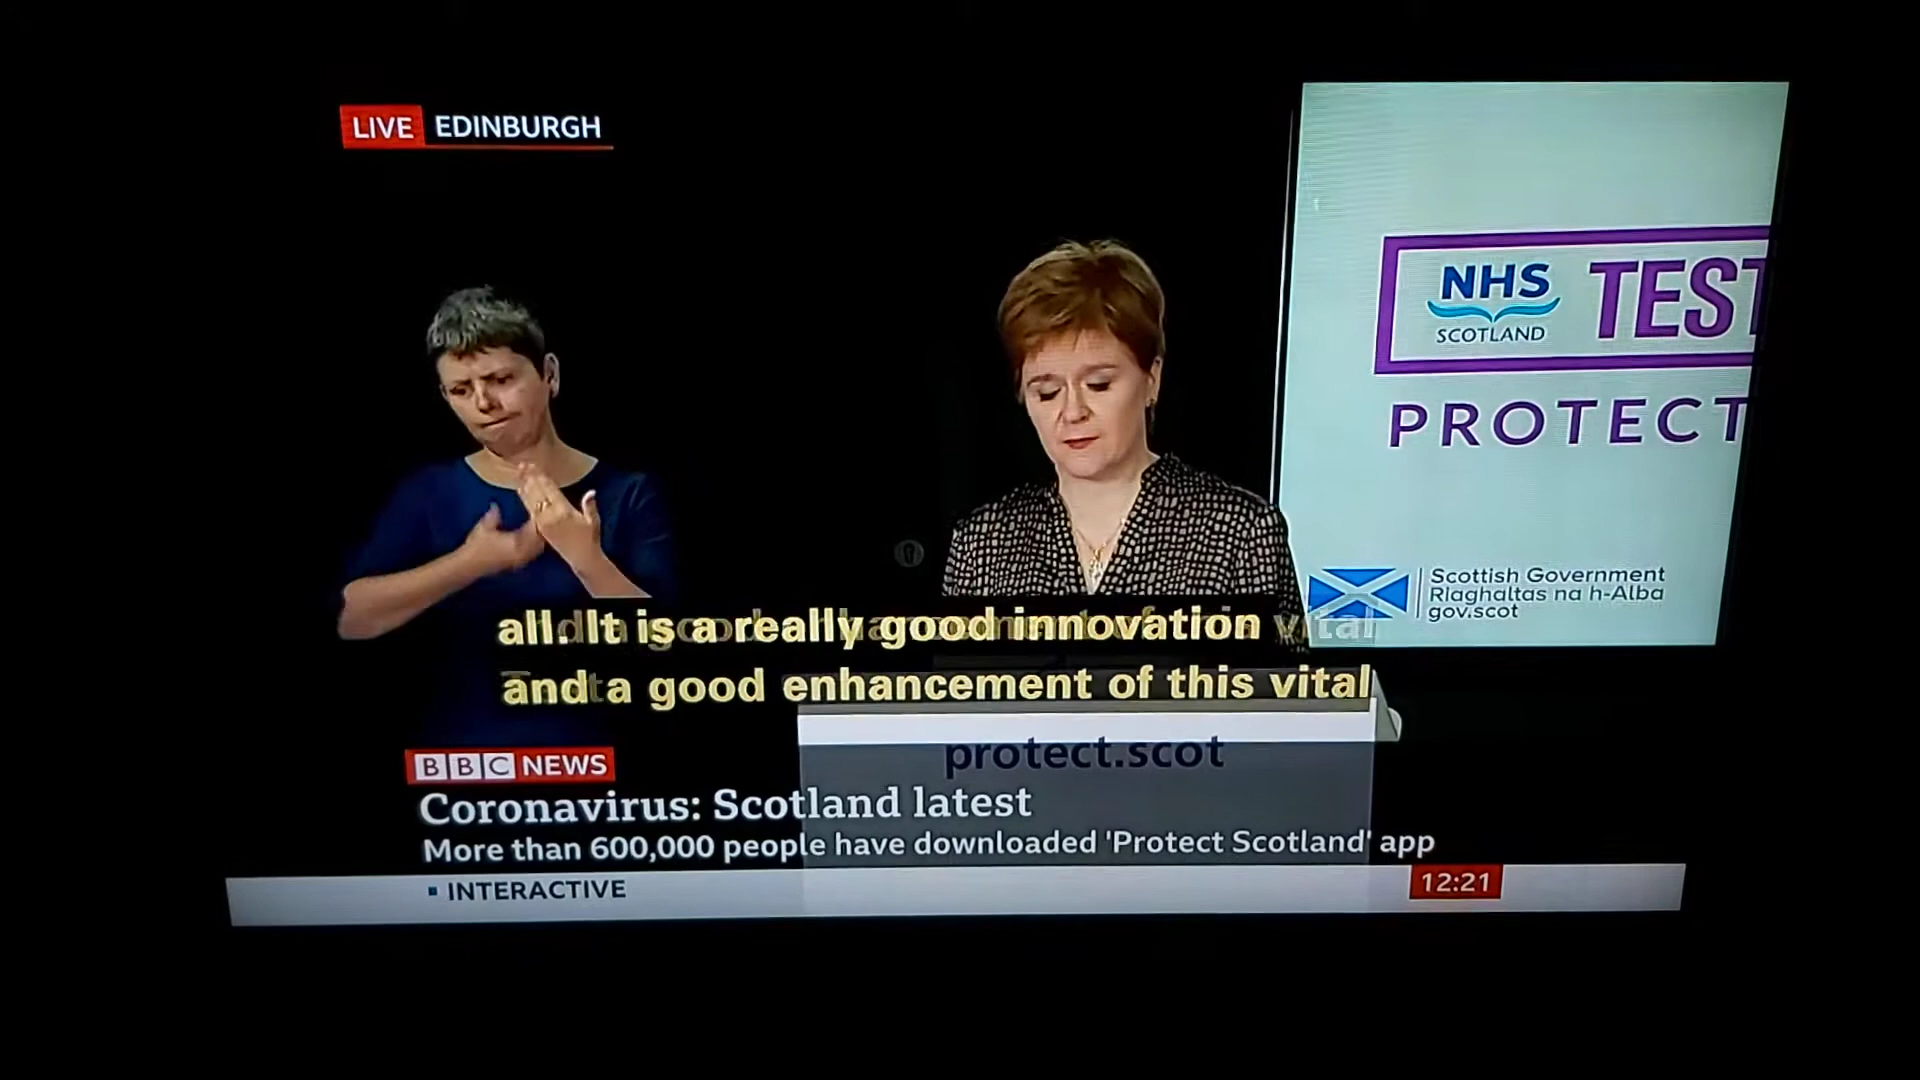 LIVE EDINBURGH
NHS
SCOTLAND
TEST
PROTECT
Scottish Government
Riaghaltas na h-Alba
gov.scot
all. It is a really good innovation
and a good enhancement of this vital
protect.scot
BBC NEWS
Coronavirus: Scotland latest
More than 600,000 people have downloaded 'Protect Scotland' app
INTERACTIVE
12:21